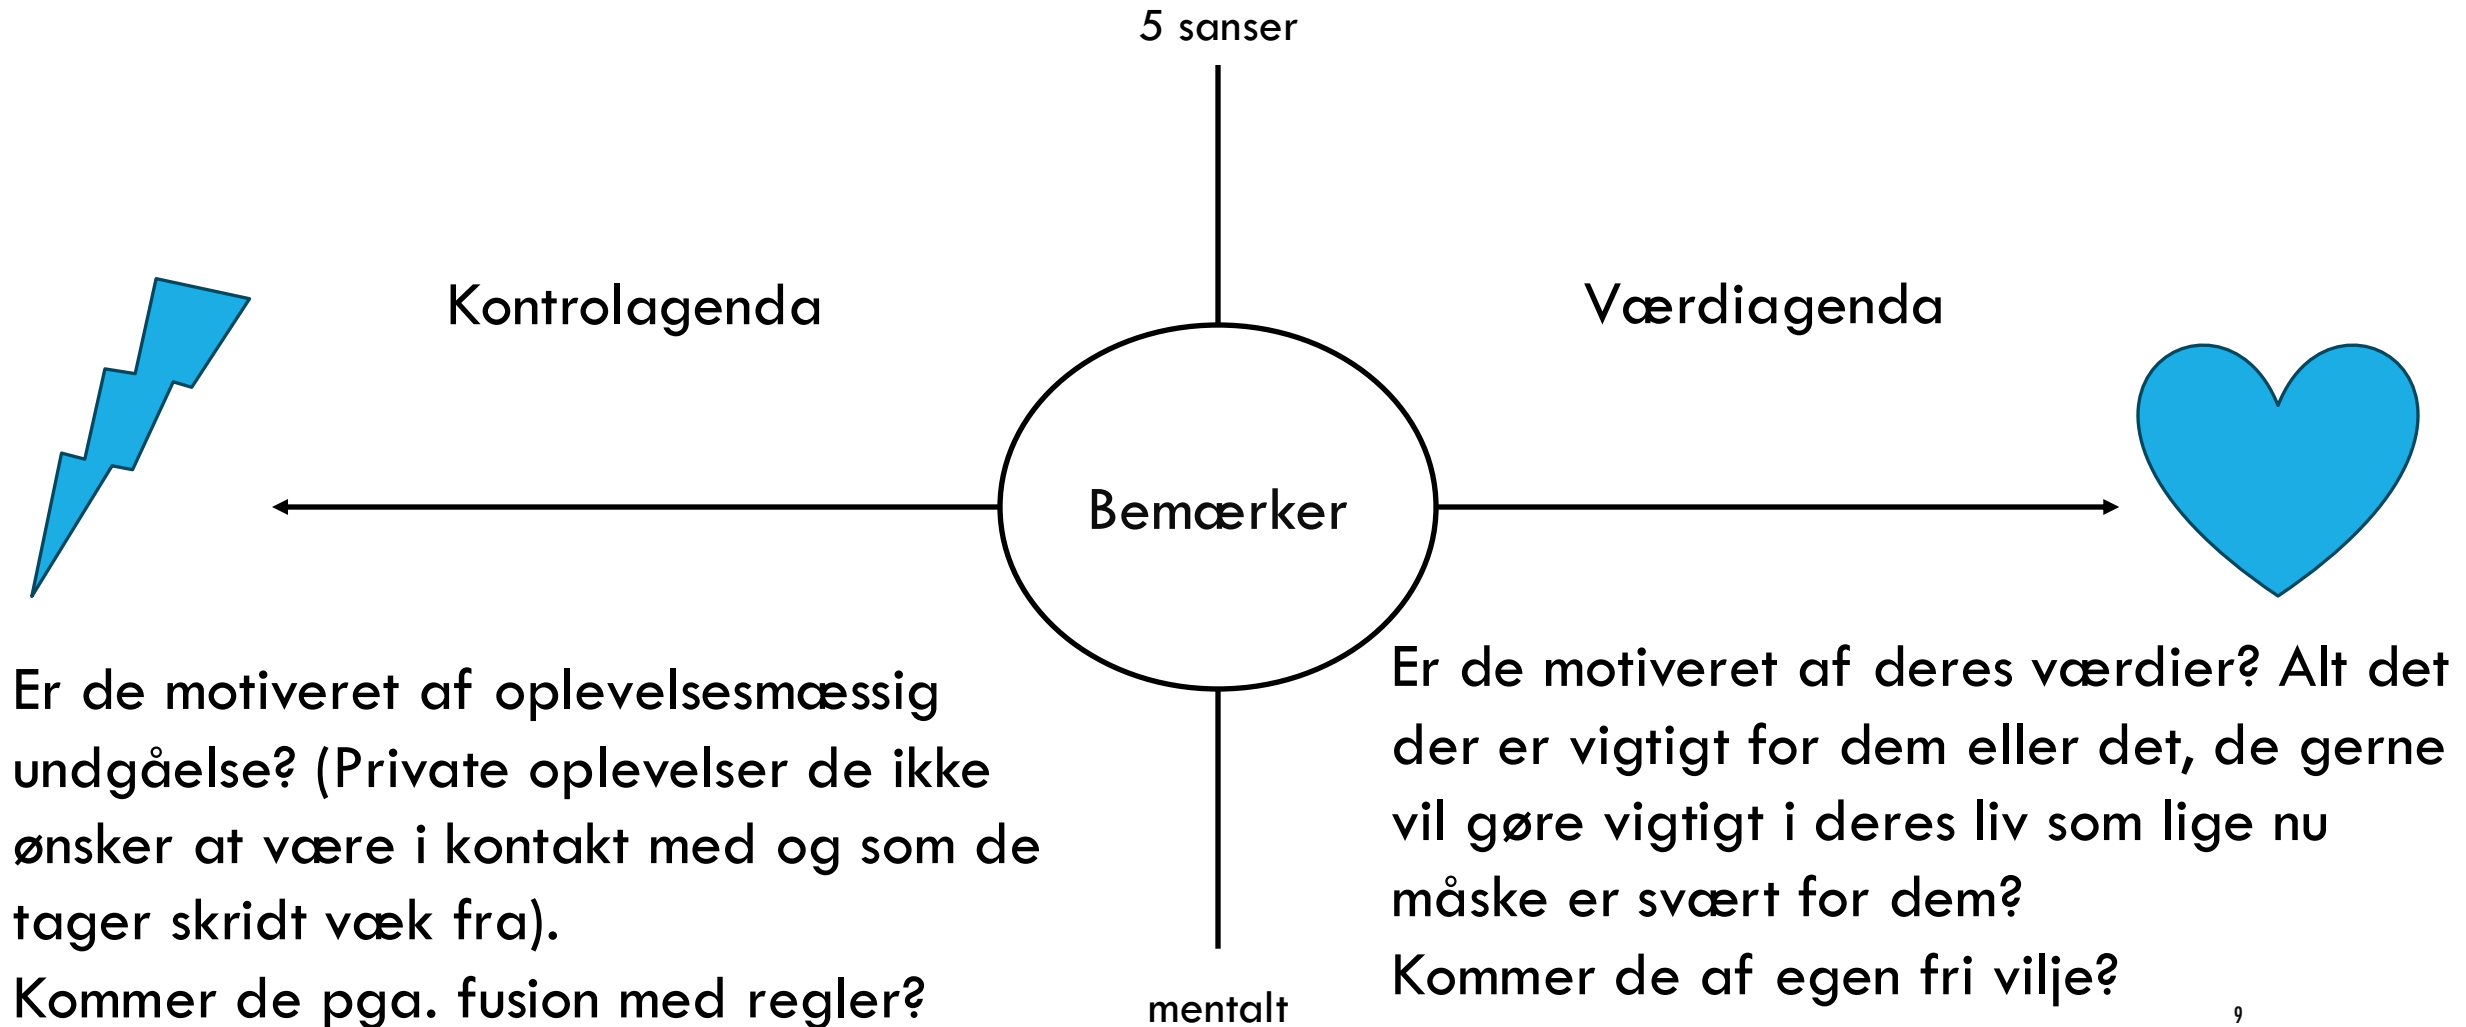 5 sanser
Kontrolagenda
Værdiagenda
Bemærker
Er de motiveret af oplevelsesmæssig
undgåelse? (Private oplevelser de ikke
ønsker at være i kontakt med og som de
tager skridt væk fra).
Kommer de pga. fusion med regler?
Er de motiveret af deres værdier? Alt det
der er vigtigt for dem eller det, de gerne
vil gøre vigtigt i deres liv som lige nu
måske er svært for dem?
Kommer de af egen fri vilje?
mentalt
9